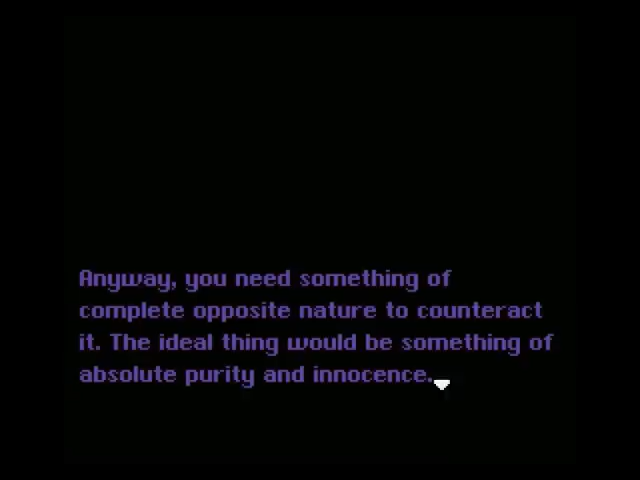 Anyway, you need something of
complete opposite nature to counteract
it. The ideal thing would be something of
absolute purity and innocence.